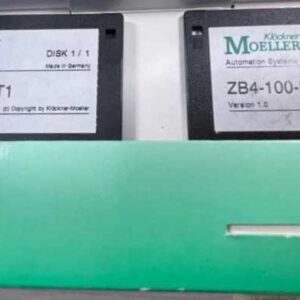 DISK 1 / 1
Made in Germany
T1
(c) Copyright by Klöckner-Moeller
Klöckner
MOELLER
Automation Systems
ZB4-100-
Version 1.0